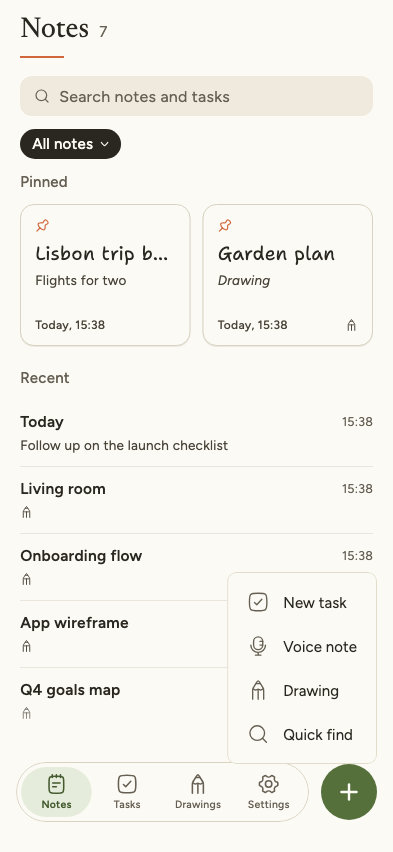 Notes 7
Search notes and tasks
All notes
Pinned
Lisbon trip b...
Flights for two
Today, 15:38
Garden plan
Drawing
Today, 15:38
Recent
Today 15:38
Follow up on the launch checklist
Living room 15:38
Onboarding flow 15:38
App wireframe
Q4 goals map
New task
Voice note
Drawing
Quick find
Notes Tasks Drawings Settings